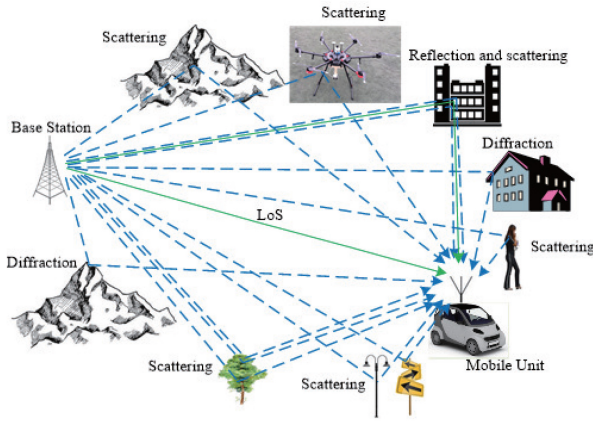 Scattering
Scattering
Reflection and scattering
Base Station
Diffraction
LoS
Scattering
Diffraction
Scattering
Scattering
Mobile Unit